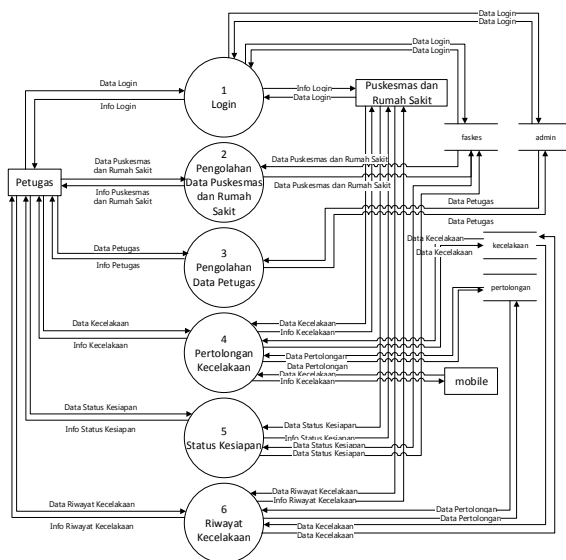 Data Login
Data Login
Data Login
Data Login
1
Login
Data Login
Info Login
Info Login
Data Login
Puskesmas dan
Rumah Sakit
faskes
admin
2
Pengolahan
Data Puskesmas
dan Rumah
Sakit
Data Puskesmas
dan Rumah Sakit
Info Puskesmas
dan Rumah Sakit
Data Puskesmas dan Rumah Sakit
Data Puskesmas dan Rumah Sakit
Petugas
Data Petugas
Data Petugas
3
Pengolahan
Data Petugas
Data Petugas
Info Petugas
Data Kecelakaan
Data Kecelakaan
kecelakaan
pertolongan
4
Pertolongan
Kecelakaan
Data Kecelakaan
Info Kecelakaan
Data Kecelakaan
Info Kecelakaan
Data Pertolongan
Data Pertolongan
Data Kecelakaan
Info Kecelakaan
mobile
5
Status Kesiapan
Data Status Kesiapan
Info Status Kesiapan
Data Status Kesiapan
Info Status Kesiapan
Data Status Kesiapan
Data Status Kesiapan
6
Riwayat
Kecelakaan
Data Riwayat Kecelakaan
Info Riwayat Kecelakaan
Data Riwayat Kecelakaan
Info Riwayat Kecelakaan
Data Pertolongan
Data Pertolongan
Data Kecelakaan
Data Kecelakaan